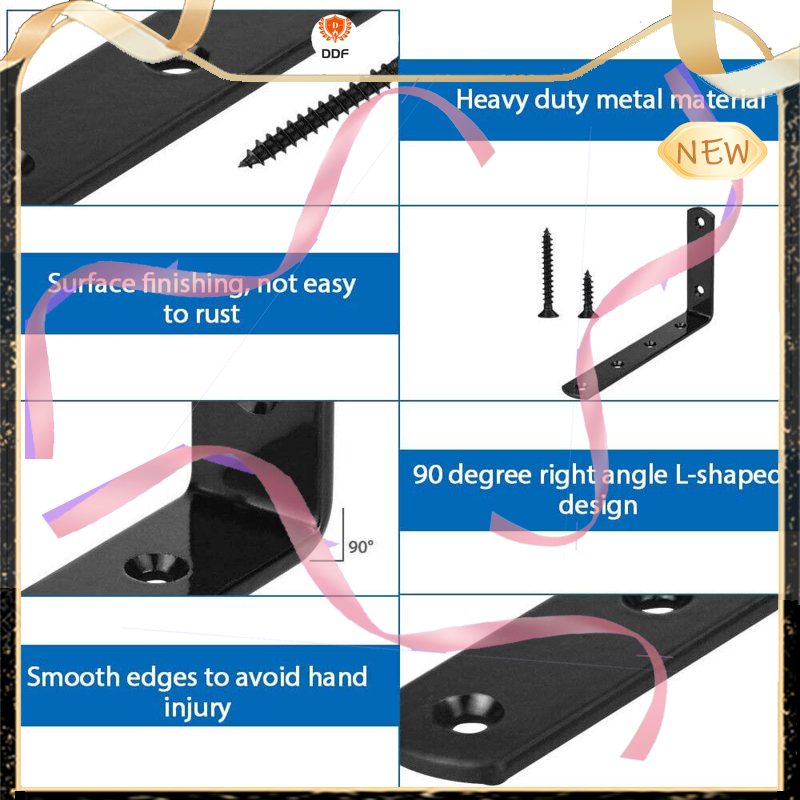 DDF
Heavy duty metal material
NEW
Surface finishing, not easy
to rust
90°
90 degree right angle L-shaped
design
Smooth edges to avoid hand
injury